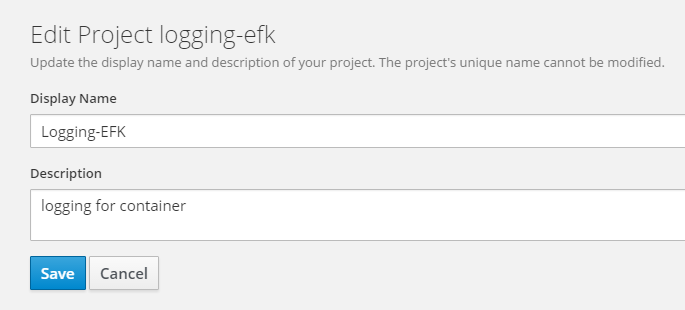 Edit Project logging-efk
Update the display name and description of your project. The project's unique name cannot be modified.
Display Name
Logging-EFK
Description
logging for container
Save Cancel